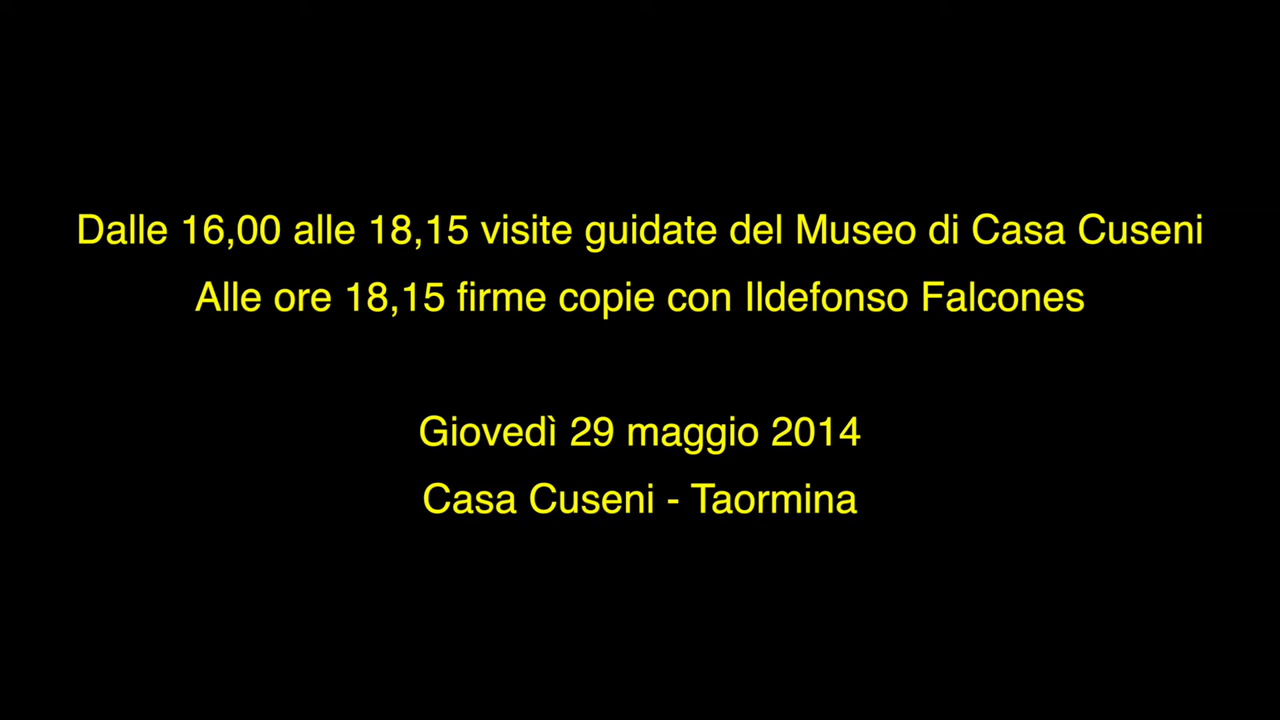 Dalle 16,00 alle 18,15 visite guidate del Museo di Casa Cuseni
Alle ore 18,15 firme copie con Ildefonso Falcones
Giovedì 29 maggio 2014
Casa Cuseni - Taormina